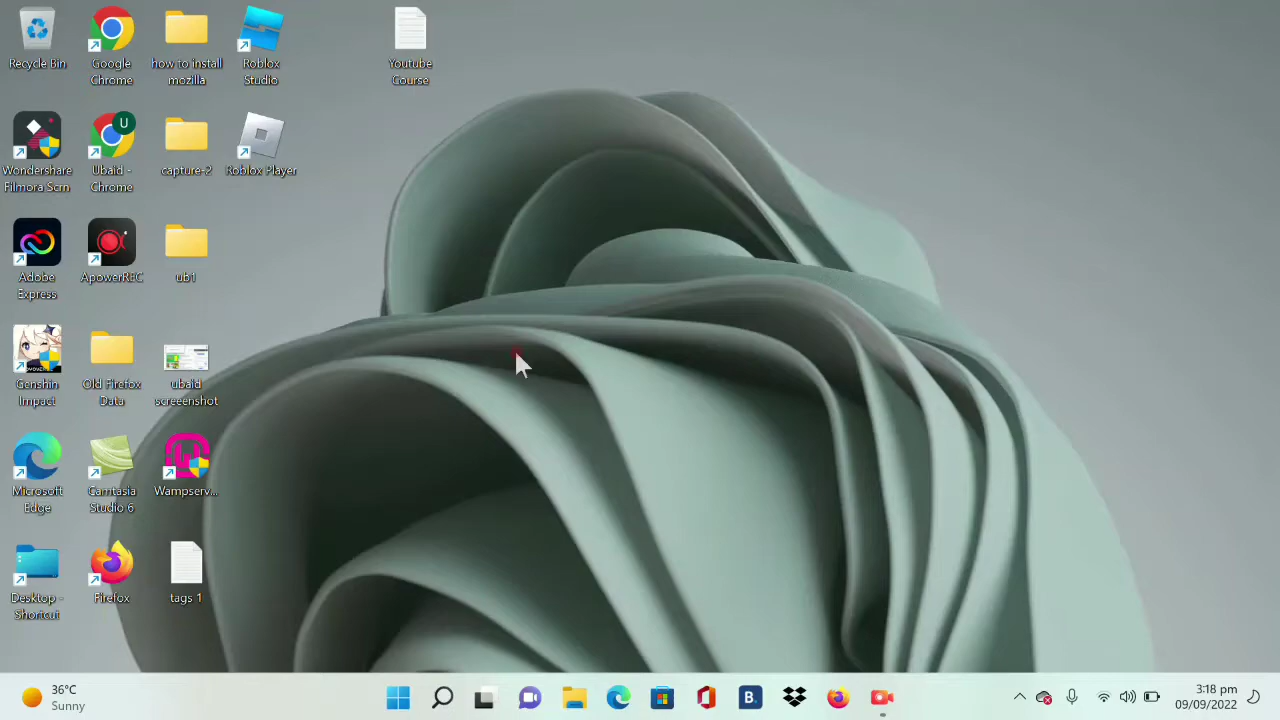 Recycle Bin
Google
Chrome
how to install
mozilla
Roblox
Studio
Youtube
Course
Wondershare
Filmora Scrn
U
Ubaid -
Chrome
capture-2
Roblox Player
Adobe
Express
ApowerREC
ub1
Genshin
Impact
Old Firefox
Data
ubaid
screeenshot
Microsoft
Edge
Camtasia
Studio 6
Wampserv...
Desktop -
Shortcut
Firefox
tags 1
36°C
Sunny
B.
3:18 pm
09/09/2022